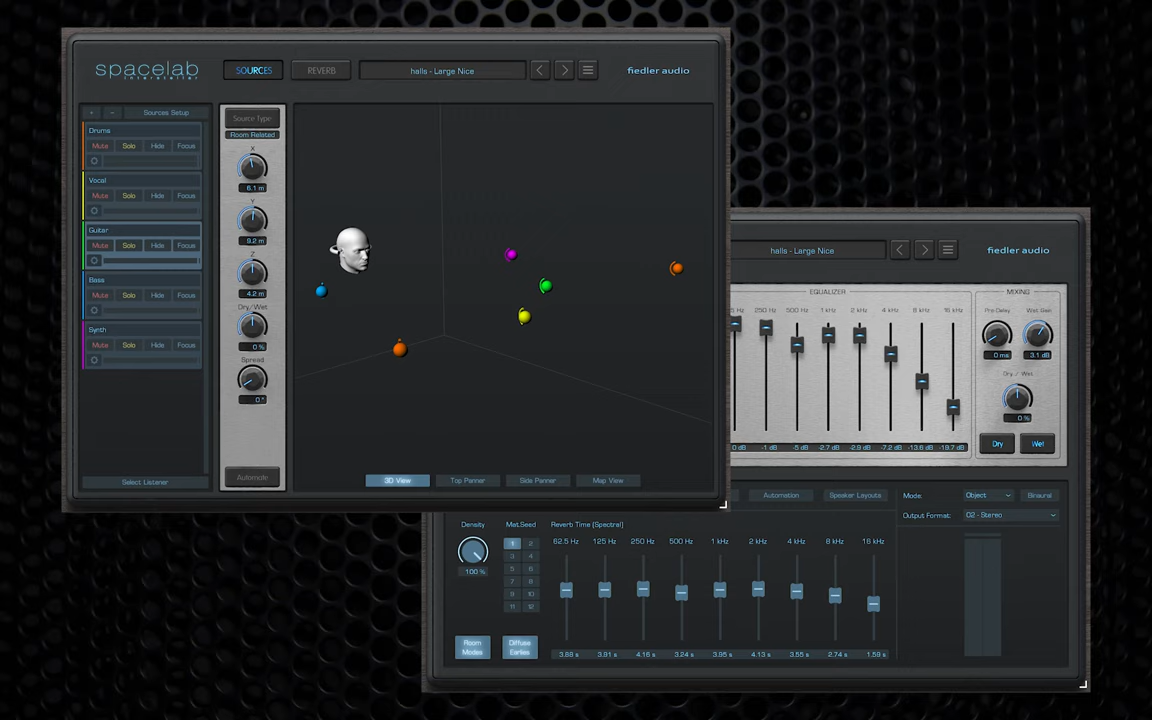 spacelab
interstellar
SOURCES
REVERB
halls - Large Nice
fiedler audio
+ - Sources Setup
Drums
Mute Solo Hide Focus
Vocal
Mute Solo Hide Focus
Guitar
Mute Solo Hide Focus
Bass
Mute Solo Hide Focus
Synth
Mute Solo Hide Focus
Select Listener
Source Type
Room Related
X
6.1 m
Y
9.2 m
Z
4.2 m
Dry/Wet
0 %
Spread
0 °
Automate
3D View
Top Panner
Side Panner
Map View
halls - Large Nice
fiedler audio
EQUALIZER
250 Hz 500 Hz 1 kHz 2 kHz 4 kHz 8 kHz 16 kHz
0 dB -1 dB -5 dB -2.7 dB -2.9 dB -7.2 dB -13.6 dB -19.7 dB
MIXING
Pre Delay Wet Gain
0 ms 3.1 dB
Dry / Wet
0 %
Dry Wet
Automation
Speaker Layouts
Mode: Object Binaural
Output Format: 02 - Stereo
Density
100 %
Mat.Seed
1 2
3 4
5 6
7 8
9 10
11 12
Room
Modes
Diffuse
Earlies
Reverb Time [Spectral]
62.5 Hz 125 Hz 250 Hz 500 Hz 1 kHz 2 kHz 4 kHz 8 kHz 16 kHz
3.89 s 3.91 s 4.16 s 3.24 s 3.95 s 4.13 s 3.55 s 2.74 s 1.59 s